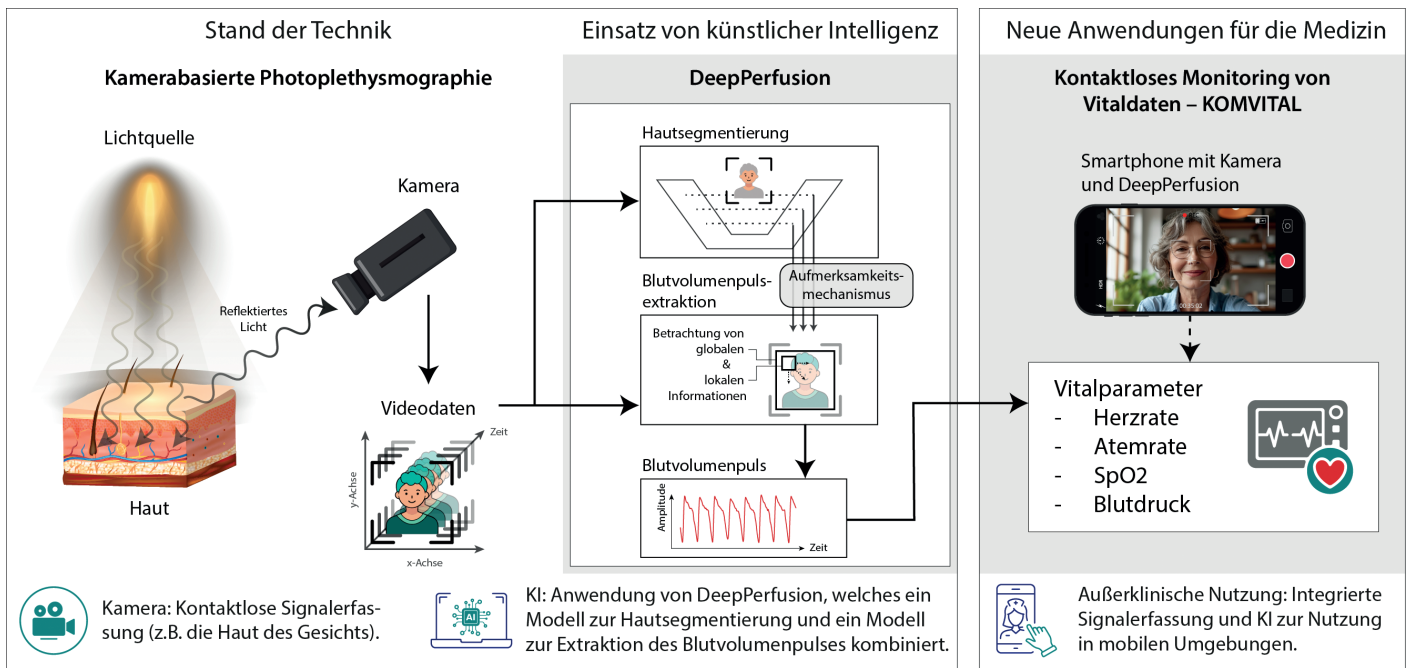 Stand der Technik
Kamerabasierte Photoplethysmographie
Lichtquelle
Kamera
Reflektiertes
Licht
Haut
Videodaten
Zeit
y-Achse
x-Achse
Kamera: Kontaktlose Signalerfas-
sung (z.B. die Haut des Gesichts).
Einsatz von künstlicher Intelligenz
DeepPerfusion
Hautsegmentierung
Aufmerksamkeits-
mechanismus
Blutvolumenpuls-
extraktion
Betrachtung von
globalen
&
lokalen
Informationen
Blutvolumenpuls
Amplitude
Zeit
AI
KI: Anwendung von DeepPerfusion, welches ein
Modell zur Hautsegmentierung und ein Modell
zur Extraktion des Blutvolumenpulses kombiniert.
Neue Anwendungen für die Medizin
Kontaktloses Monitoring von
Vitaldaten – KOMVITAL
Smartphone mit Kamera
und DeepPerfusion
HDR
00:35:02
Vitalparameter
- Herzrate
- Atemrate
- SpO2
- Blutdruck
Außerklinische Nutzung: Integrierte
Signalerfassung und KI zur Nutzung
in mobilen Umgebungen.